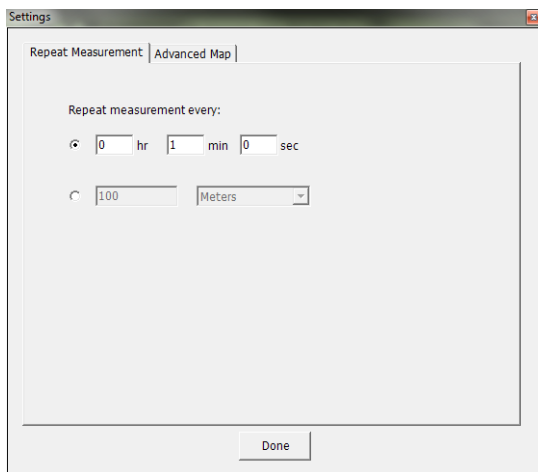 Settings
Repeat Measurement Advanced Map
Repeat measurement every:
0 hr 1 min 0 sec
100 Meters
Done